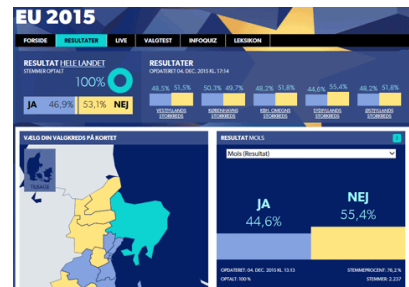 EU 2015
FORSIDE RESULTATER LIVE VALGTEST INFOQUIZ LEKSIKON
RESULTAT HELE LANDET
STEMMER OPTALT
100%
JA 46,9% 53,1% NEJ
RESULTATER
OPDATERET 04. DEC. 2015 KL. 17:14
48,5% 51,5% 50,3% 49,7% 48,2% 51,8% 44,6% 55,4% 48,2% 51,8%
VESTJYLLANDS STORKREDS
KØBENHAVNS STORKREDS
KBH. OMEGNS STORKREDS
STORKREDS
ØSTJYLLANDS STORKREDS
VÆLG DIN VALGKREDS PÅ KORTET
TILBAGE
RESULTAT MOLS
Mols (Resultat)
JA
44,6%
NEJ
55,4%
OPDATERET: 04. DEC. 2015 KL. 13:13
OPTALT: 100 %
STEMMEPROCENT: 76,2 %
STEMMER: 2.237